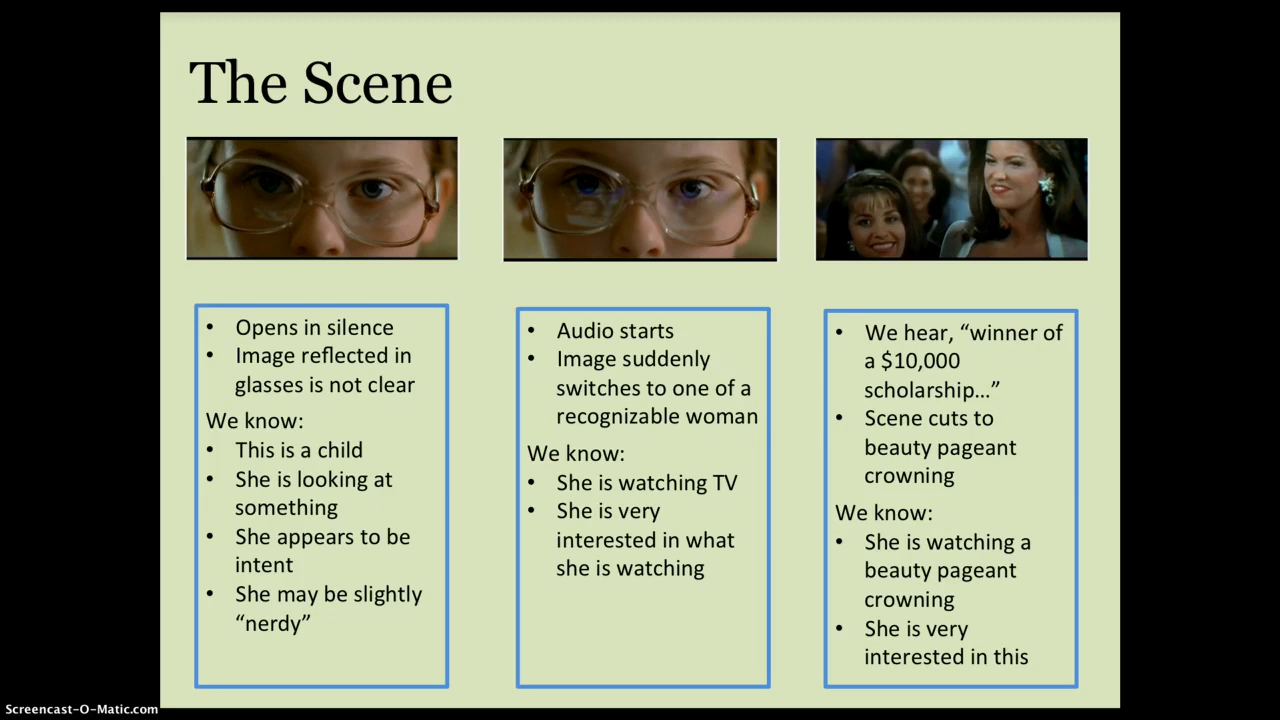 The Scene
• Opens in silence
• Image reflected in
glasses is not clear
We know:
• This is a child
• She is looking at
something
• She appears to be
intent
• She may be slightly
“nerdy”
• Audio starts
• Image suddenly
switches to one of a
recognizable woman
We know:
• She is watching TV
• She is very
interested in what
she is watching
• We hear, “winner of
a $10,000
scholarship…”
• Scene cuts to
beauty pageant
crowning
We know:
• She is watching a
beauty pageant
crowning
• She is very
interested in this
Screencast-O-Matic.com